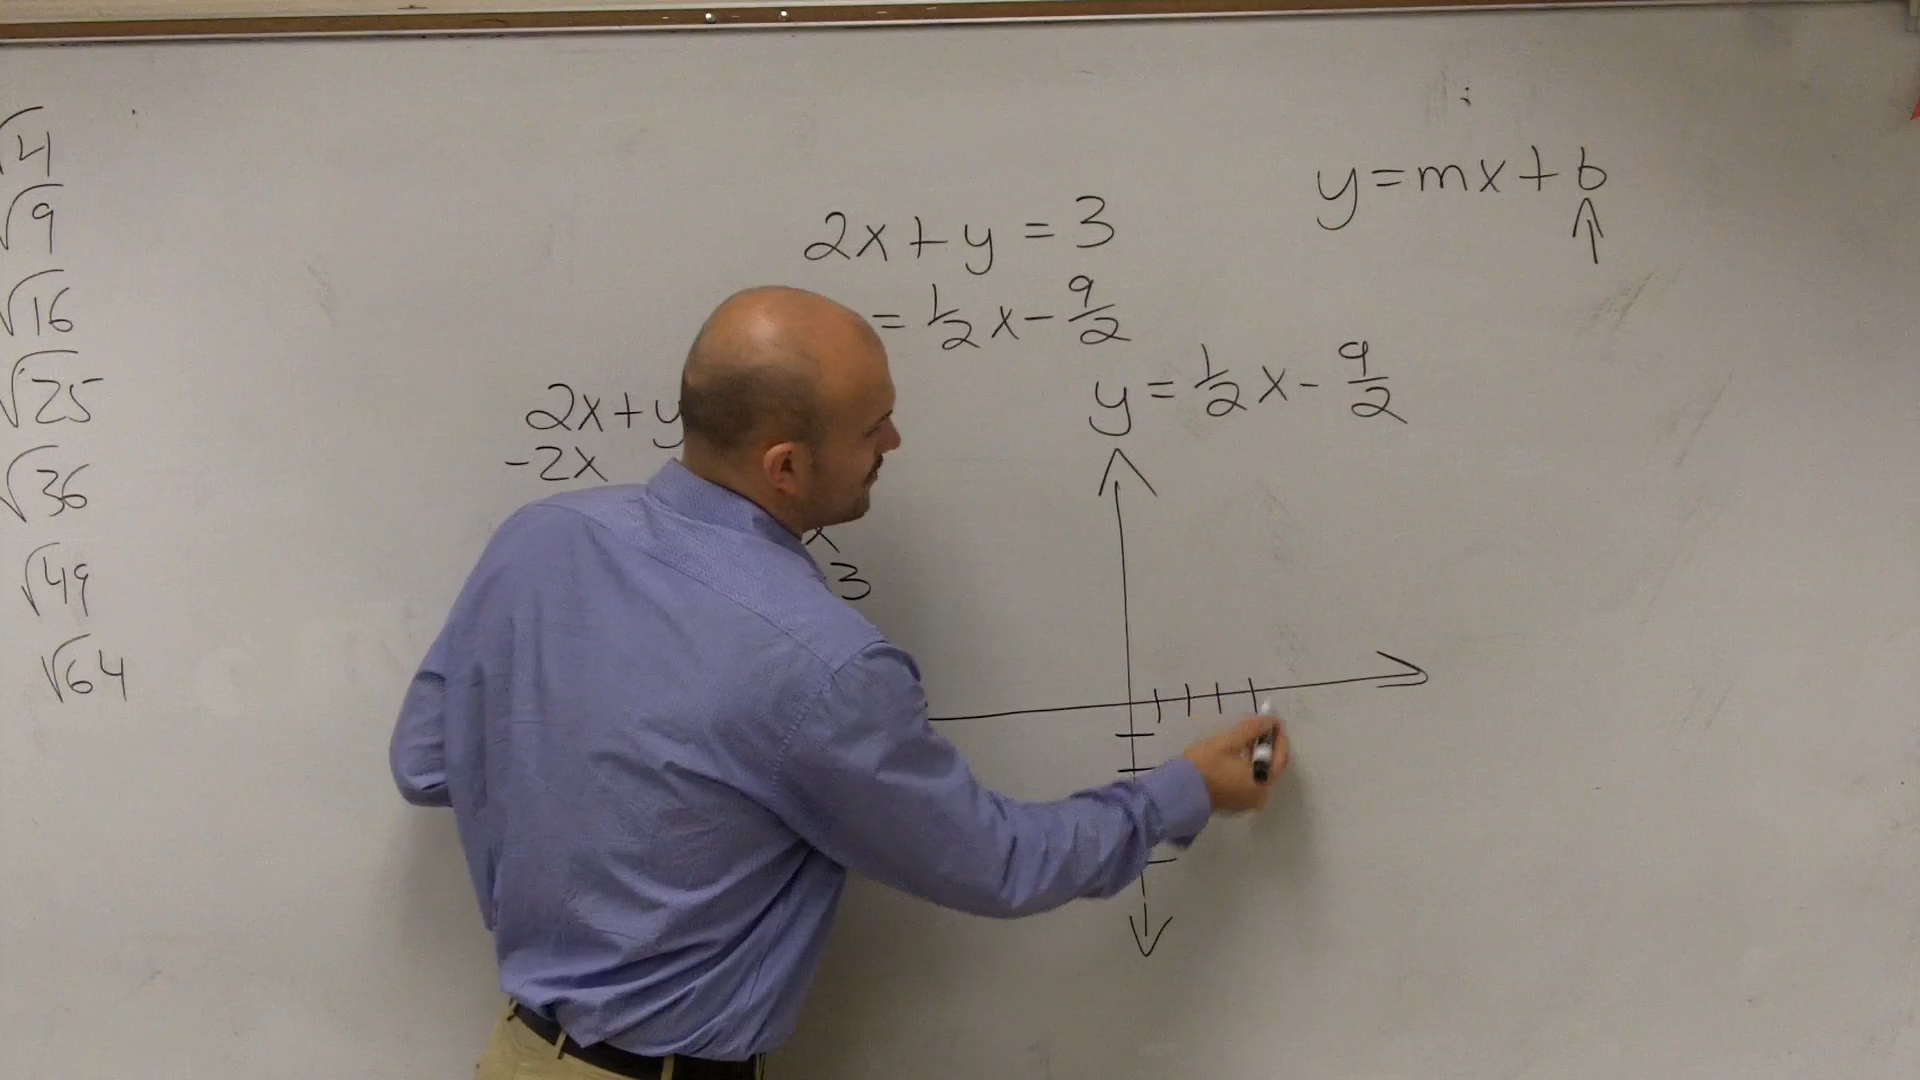 √4
√9
√16
√25
√36
√49
√64
y=mx+b
2x+y=3
=1/2x-9/2
2x+y
-2x
x
3
y=1/2x-9/2